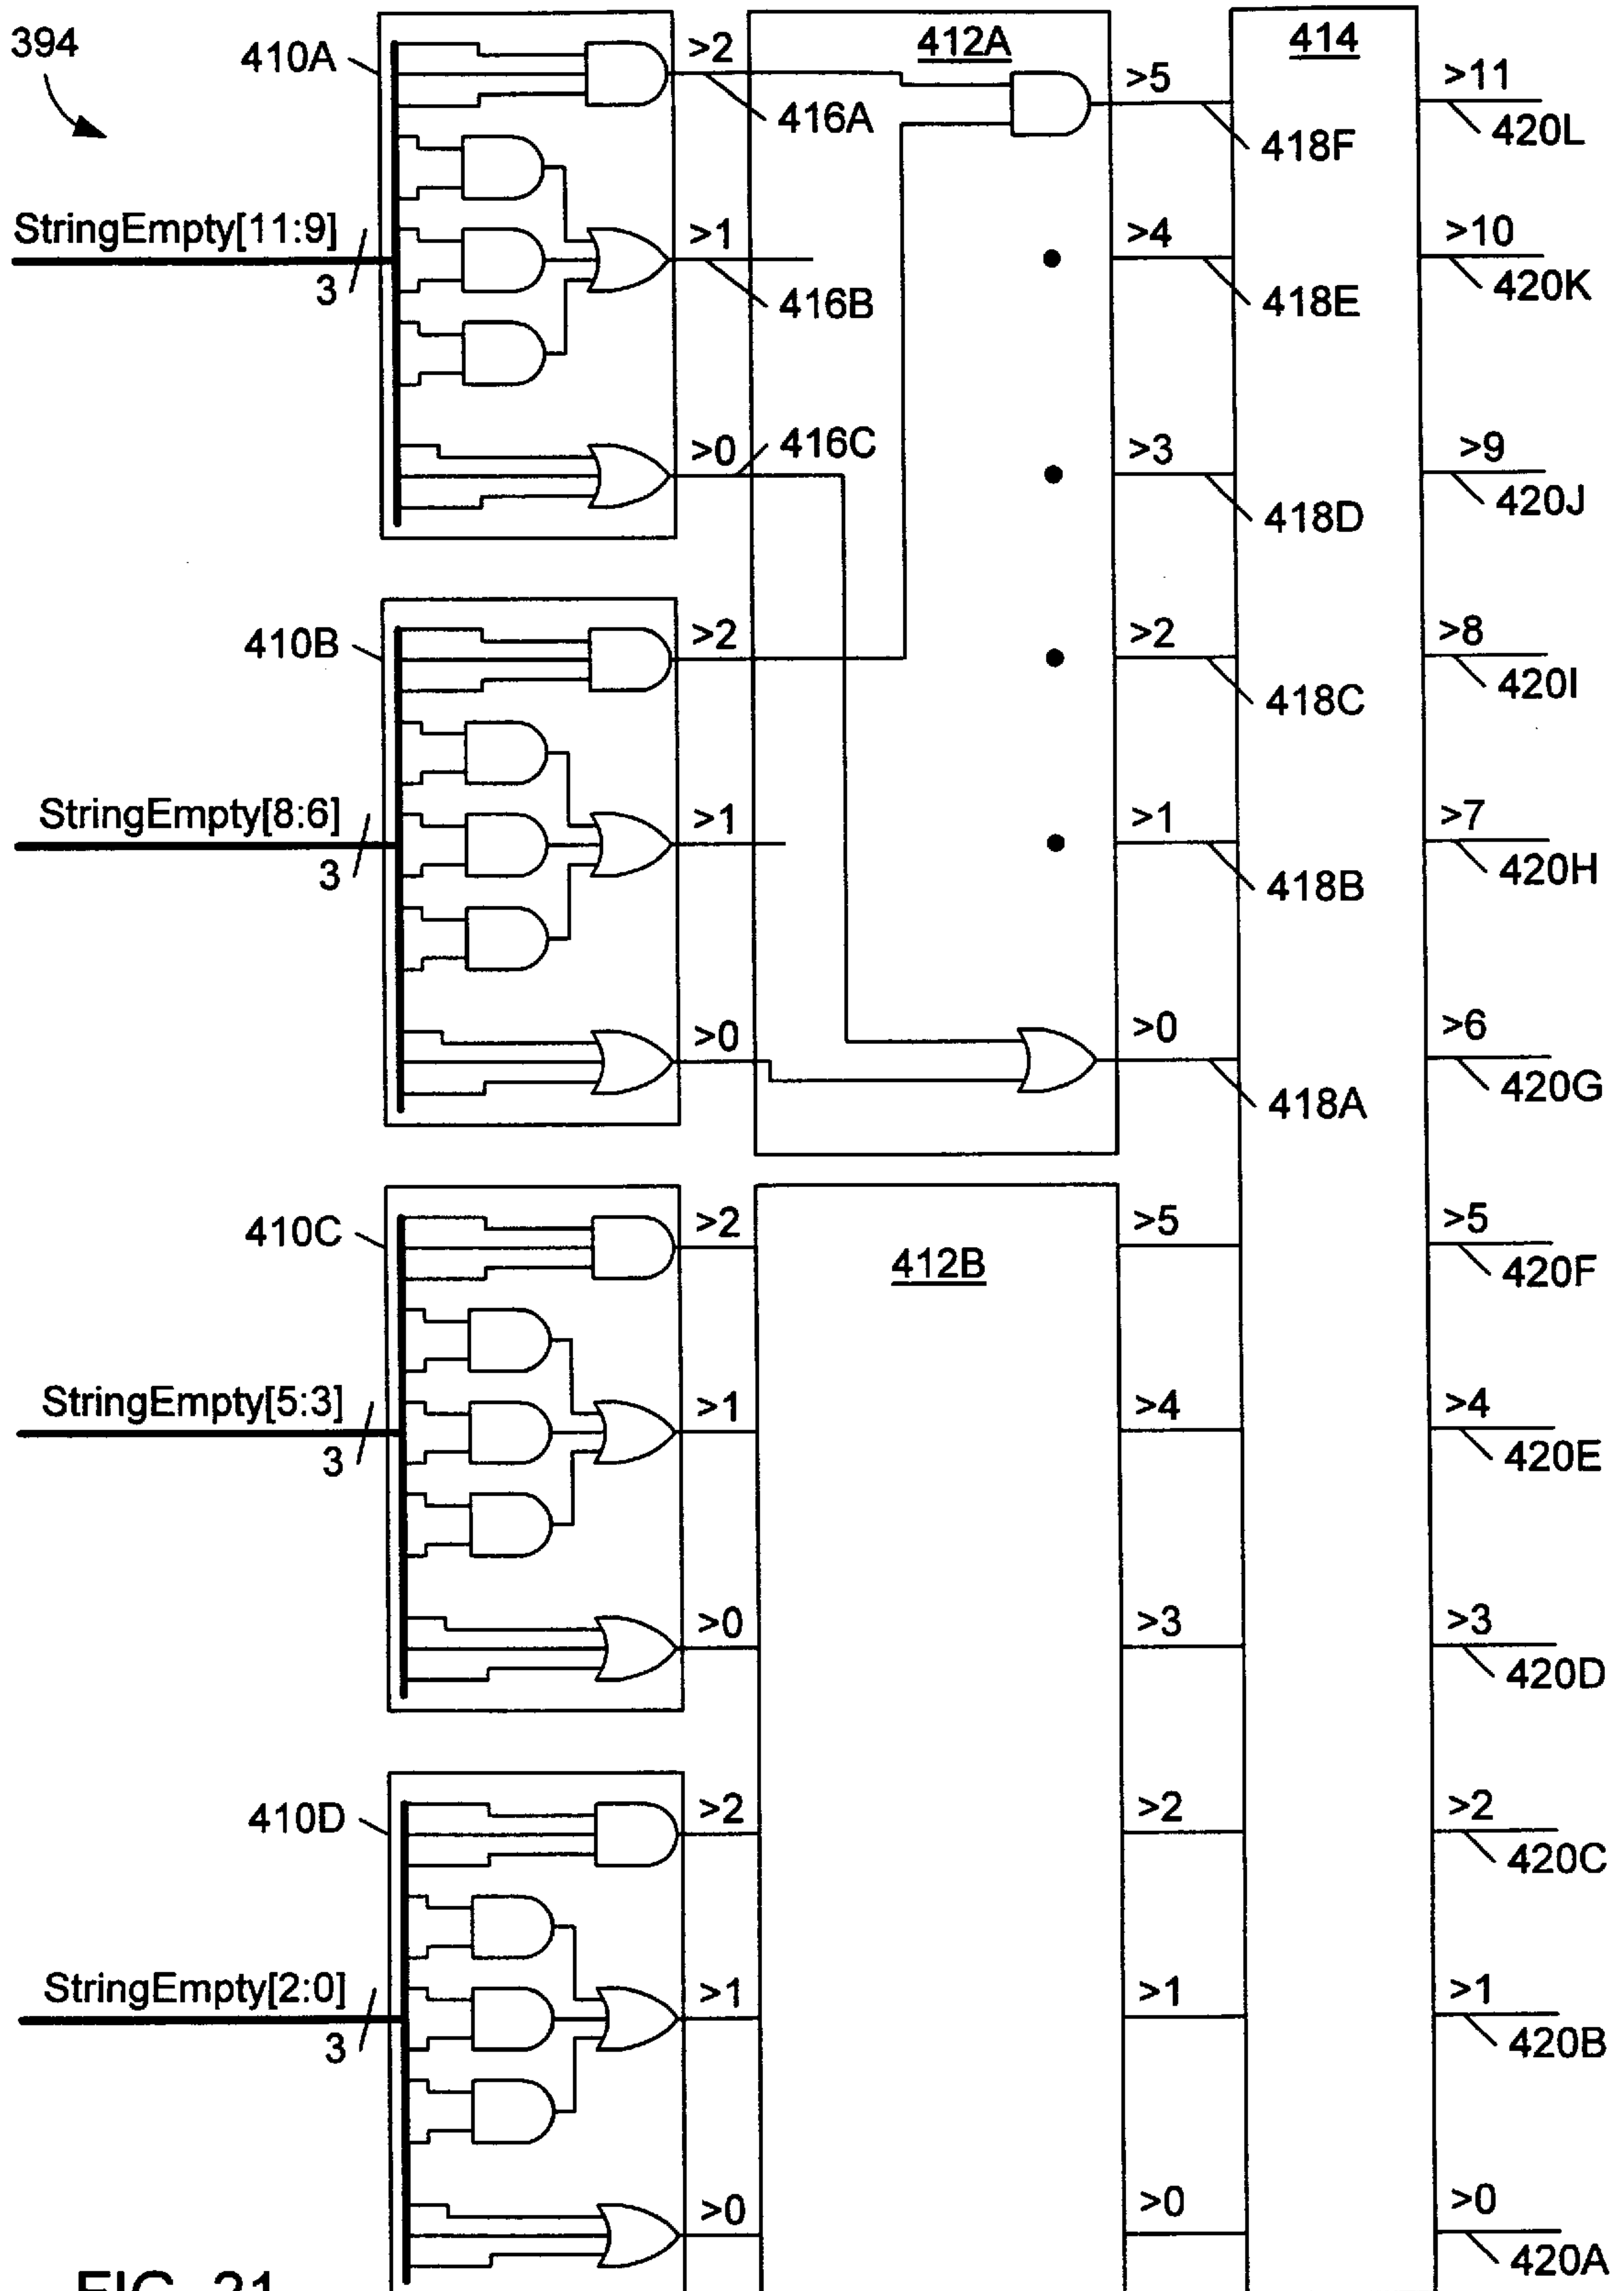 394
410A
>2
412A
414
>11
416A
>5
418F
420L
StringEmpty[11:9]
3
>1
>4
>10
416B
418E
420K
>0
416C
>3
>9
418D
420J
410B
>2
>2
>8
418C
420I
StringEmpty[8:6]
3
>1
>1
>7
418B
420H
>0
>0
>6
418A
420G
410C
>2
412B
>5
>5
420F
StringEmpty[5:3]
3
>1
>4
>4
420E
>0
>3
>3
420D
410D
>2
>2
>2
420C
StringEmpty[2:0]
3
>1
>1
>1
420B
>0
>0
>0
420A
FIG. 21